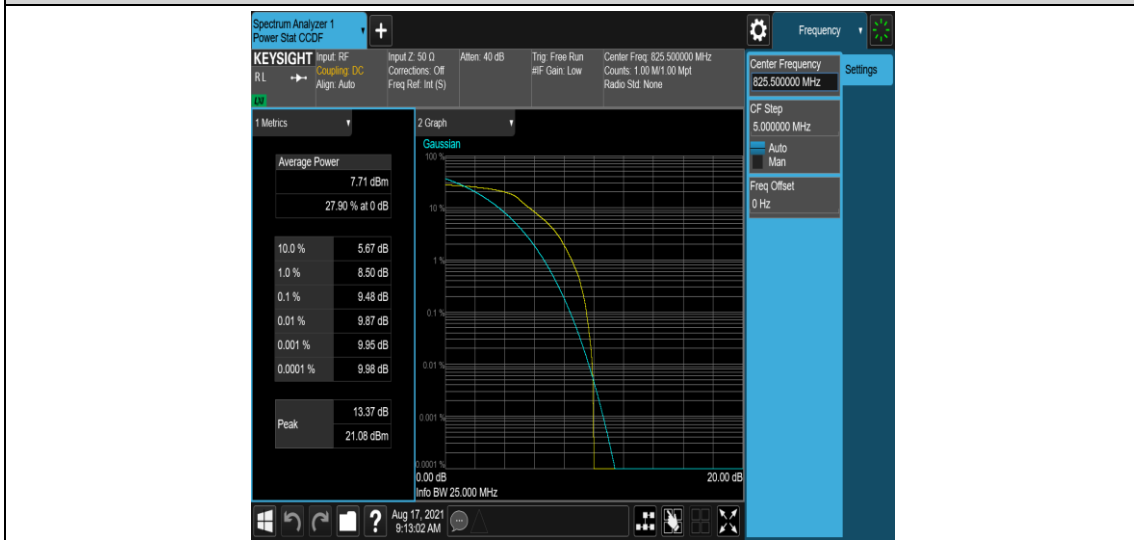 Spectrum Analyzer 1
Power Stat CCDF
Frequency
KEYSIGHT
Input: RF
Input Z: 50 Ω
Atten: 40 dB
Trig: Free Run
Center Freq: 825.500000 MHz
RL
Coupling: DC
Corrections: Off
#IF Gain: Low
Counts: 1.00 M/1.00 Mpt
Align: Auto
Freq Ref: Int (S)
Radio Std: None
LXI
Center Frequency
825.500000 MHz
Settings
CF Step
5.000000 MHz
Auto
Man
Freq Offset
0 Hz
1 Metrics
Average Power
7.71 dBm
27.90 % at 0 dB
10.0 % 5.67 dB
1.0 % 8.50 dB
0.1 % 9.48 dB
0.01 % 9.87 dB
0.001 % 9.95 dB
0.0001 % 9.98 dB
Peak
13.37 dB
21.08 dBm
2 Graph
Gaussian
100 %
10 %
1 %
0.1 %
0.01 %
0.001 %
0.0001 %
0.00 dB 20.00 dB
Info BW 25.000 MHz
?
Aug 17, 2021
9:13:02 AM